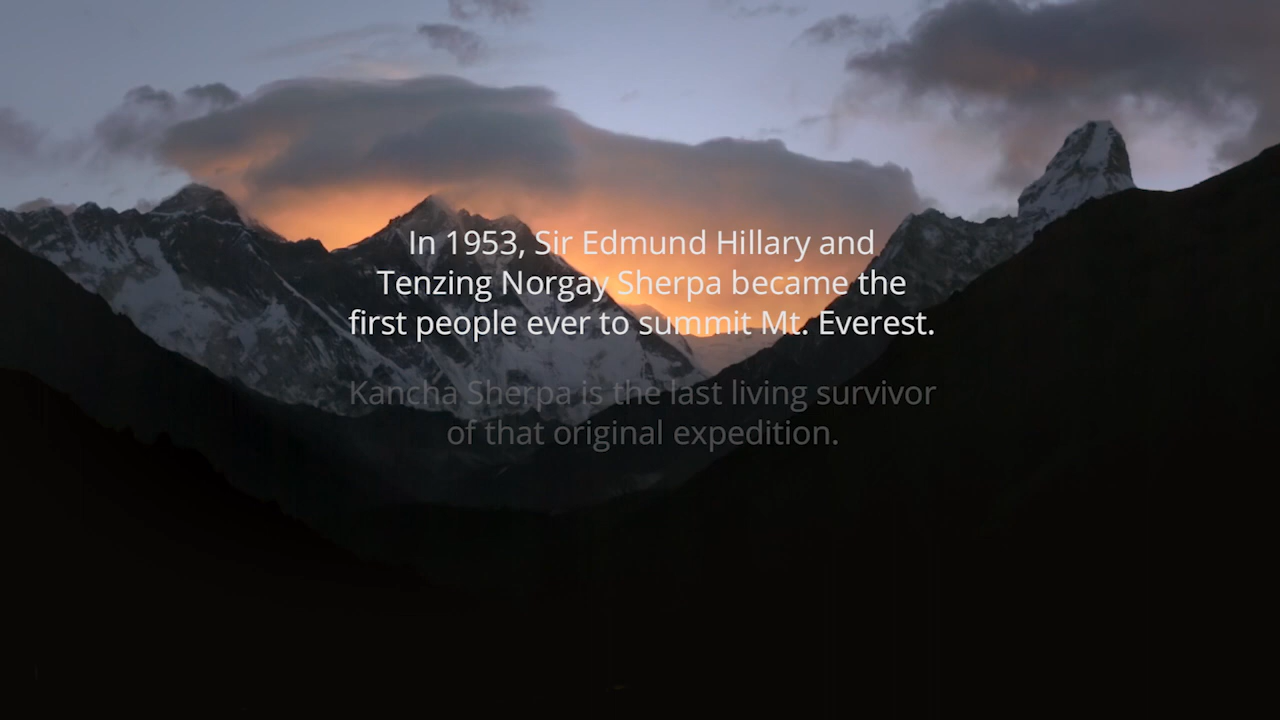 In 1953, Sir Edmund Hillary and
Tenzing Norgay Sherpa became the
first people ever to summit Mt. Everest.
Kancha Sherpa is the last living survivor
of that original expedition.